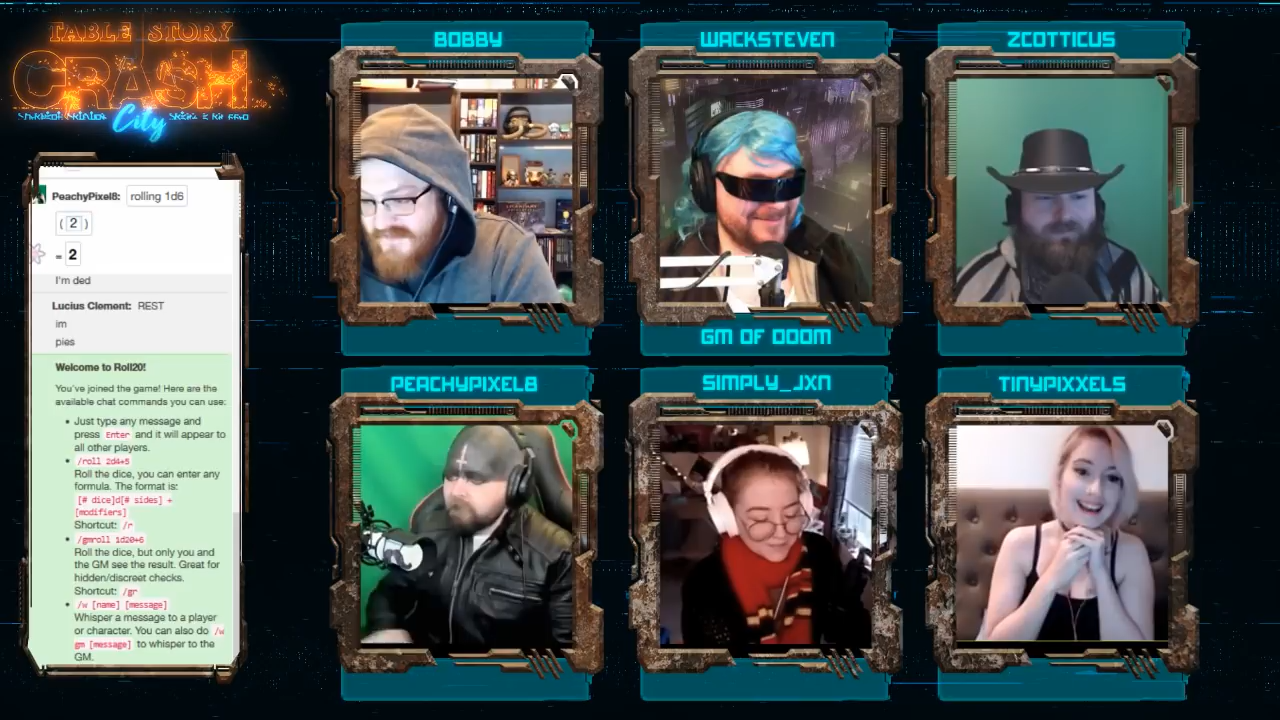 TABLE STORY
CRASH
City
PeachyPixel8: rolling 1d6
( 2 )
= 2
I'm ded
Lucius Clement: REST
im
pies
Welcome to Roll20!
You've joined the game! Here are the
available chat commands you can use:
• Just type any message and
press Enter and it will appear to
all other players.
• /roll 2d4+5
Roll the dice, you can enter any
formula. The format is:
[# dice]d[# sides] +
[modifiers]
Shortcut: /r
• /gmroll 1d20+6
Roll the dice, but only you and
the GM see the result. Great for
hidden/discreet checks.
Shortcut: /gr
• /w [name] [message]
Whisper a message to a player
or character. You can also do /w
gm [message] to whisper to the
GM.
BOBBY
WACKSTEVEN
ZCOTTICUS
GM OF DOOM
PEACHYPIXEL8
SIMPLY_JXN
TINYPIXXELS